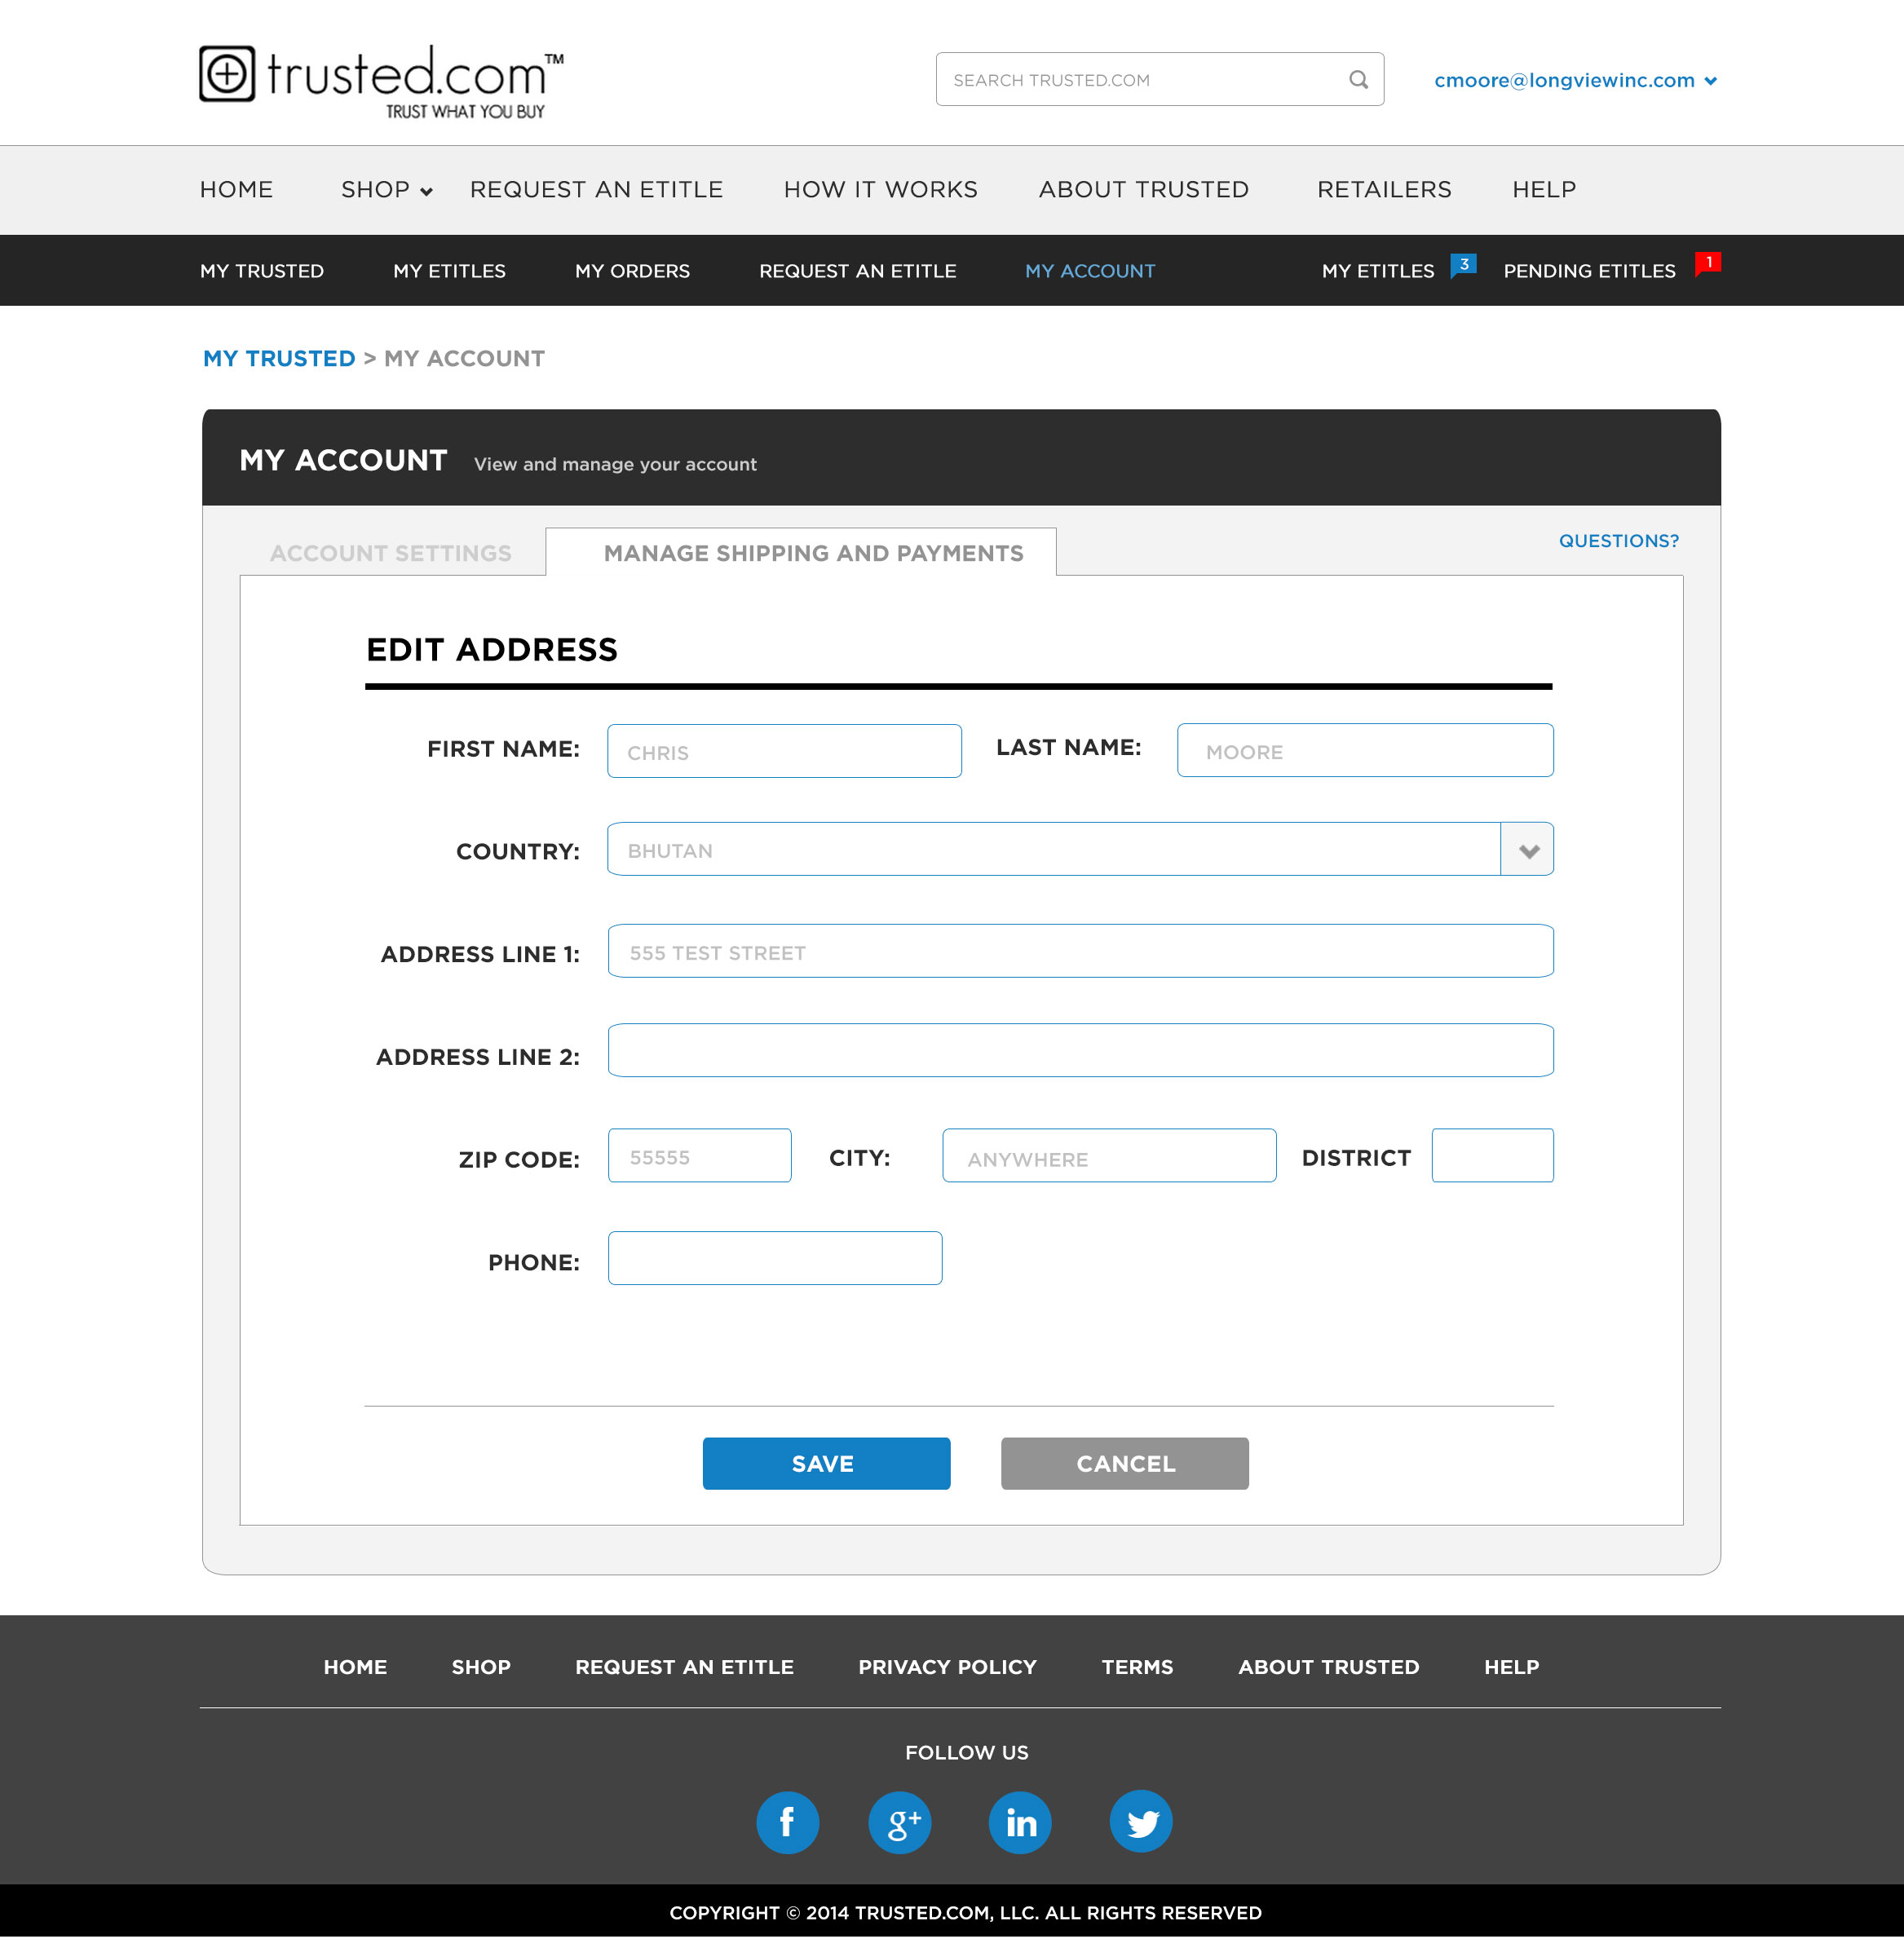 trusted.com™
TRUST WHAT YOU BUY
SEARCH TRUSTED.COM
cmoore@longviewinc.com
HOME SHOP REQUEST AN ETITLE HOW IT WORKS ABOUT TRUSTED RETAILERS HELP
MY TRUSTED MY ETITLES MY ORDERS REQUEST AN ETITLE MY ACCOUNT MY ETITLES 3 PENDING ETITLES 1
MY TRUSTED > MY ACCOUNT
MY ACCOUNT View and manage your account
ACCOUNT SETTINGS MANAGE SHIPPING AND PAYMENTS QUESTIONS?
EDIT ADDRESS
FIRST NAME: CHRIS LAST NAME: MOORE
COUNTRY: BHUTAN
ADDRESS LINE 1: 555 TEST STREET
ADDRESS LINE 2:
ZIP CODE: 55555 CITY: ANYWHERE DISTRICT
PHONE:
SAVE CANCEL
HOME SHOP REQUEST AN ETITLE PRIVACY POLICY TERMS ABOUT TRUSTED HELP
FOLLOW US
f g+ in
COPYRIGHT © 2014 TRUSTED.COM, LLC. ALL RIGHTS RESERVED